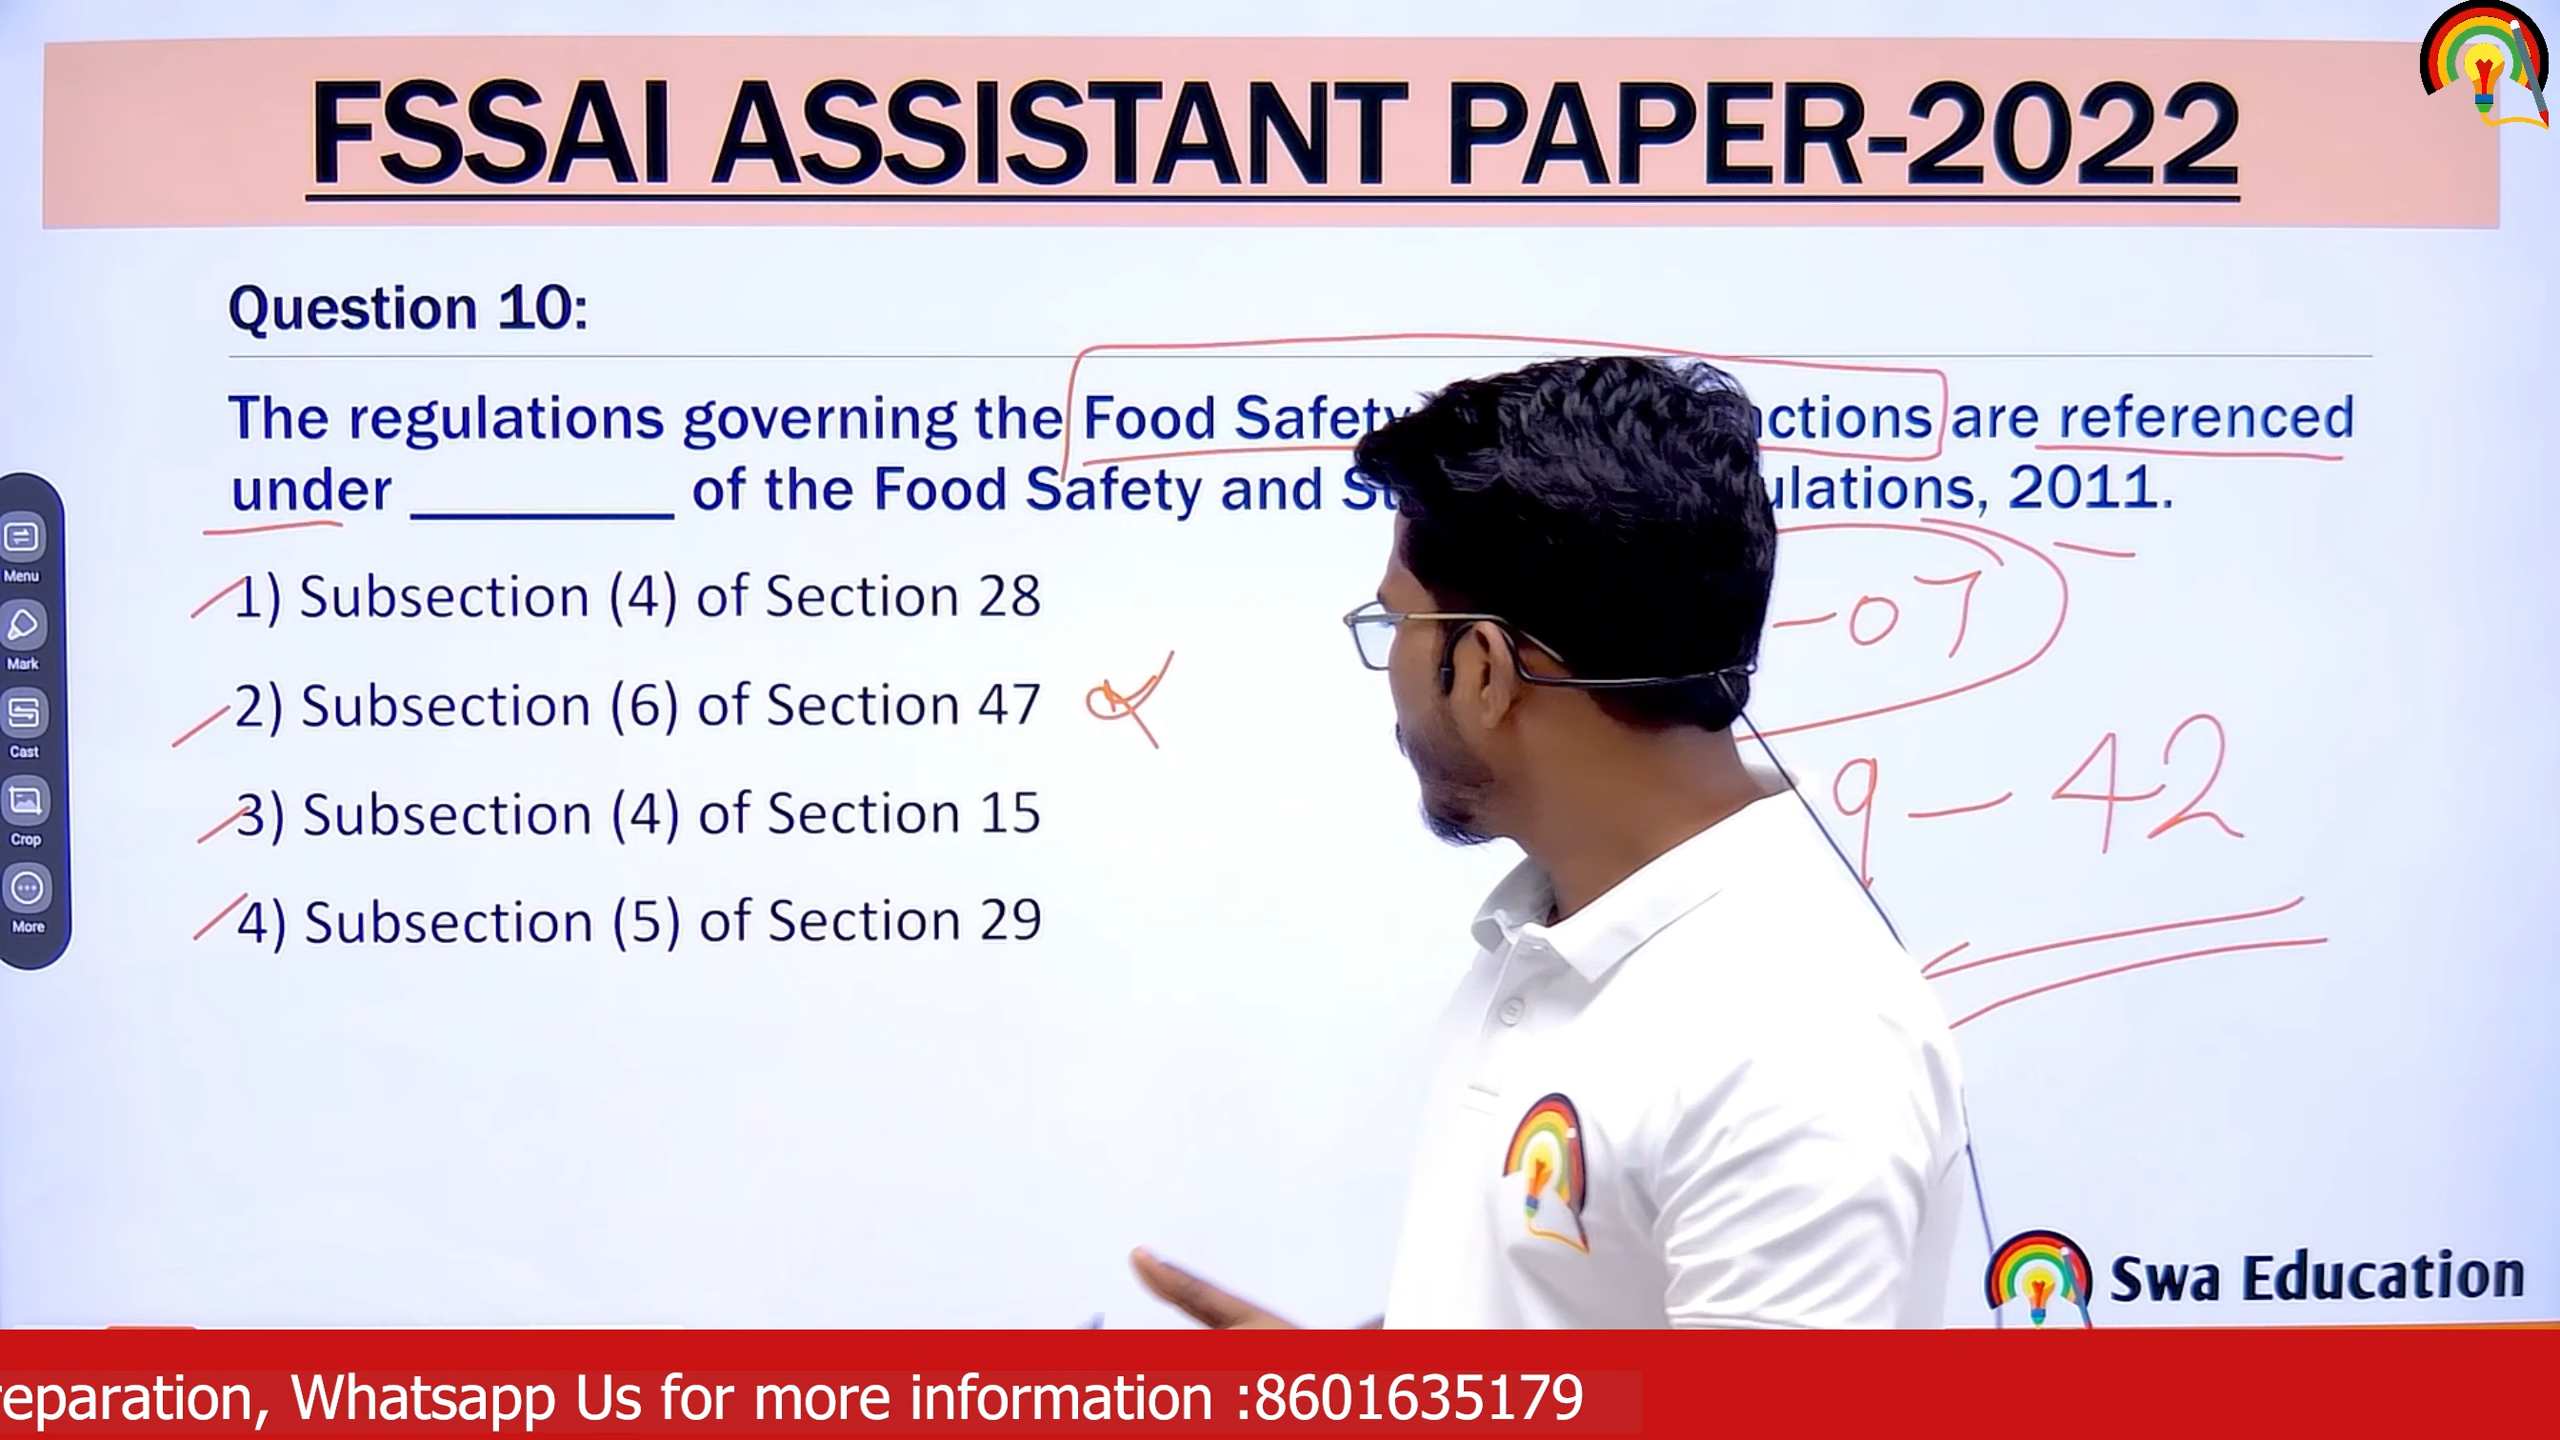 FSSAI ASSISTANT PAPER-2022
Question 10:
The regulations governing the Food Safety are referenced
under ________ of the Food Safety and Regulations, 2011.
1) Subsection (4) of Section 28
-07
2) Subsection (6) of Section 47
9-42
3) Subsection (4) of Section 15
4) Subsection (5) of Section 29
Menu
Mark
Cast
Crop
More
Swa Education
Whatsapp Us for more information :8601635179